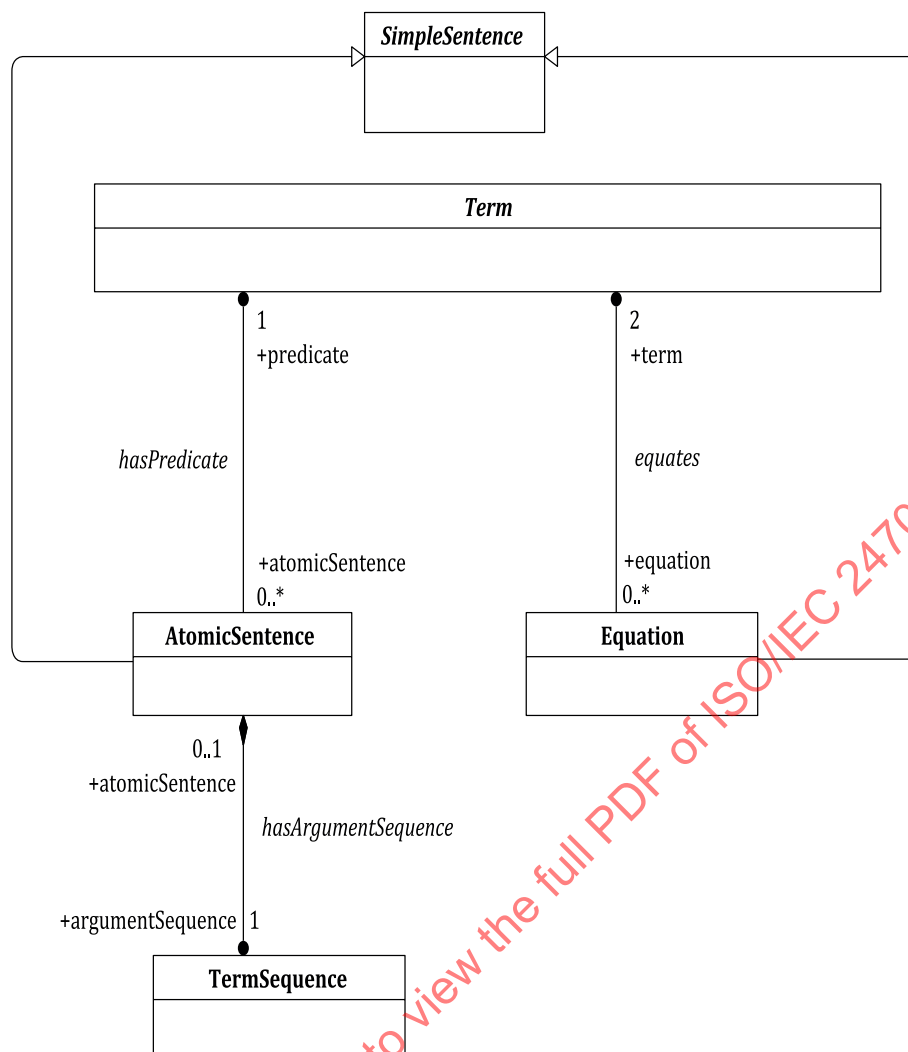 SimpleSentence
Term
1
2
+predicate
+term
hasPredicate
equates
+atomicSentence
+equation
0..*
0..*
AtomicSentence
Equation
0..1
+atomicSentence
hasArgumentSequence
+argumentSequence
1
TermSequence
to view the full PDF of ISO/IEC 2470